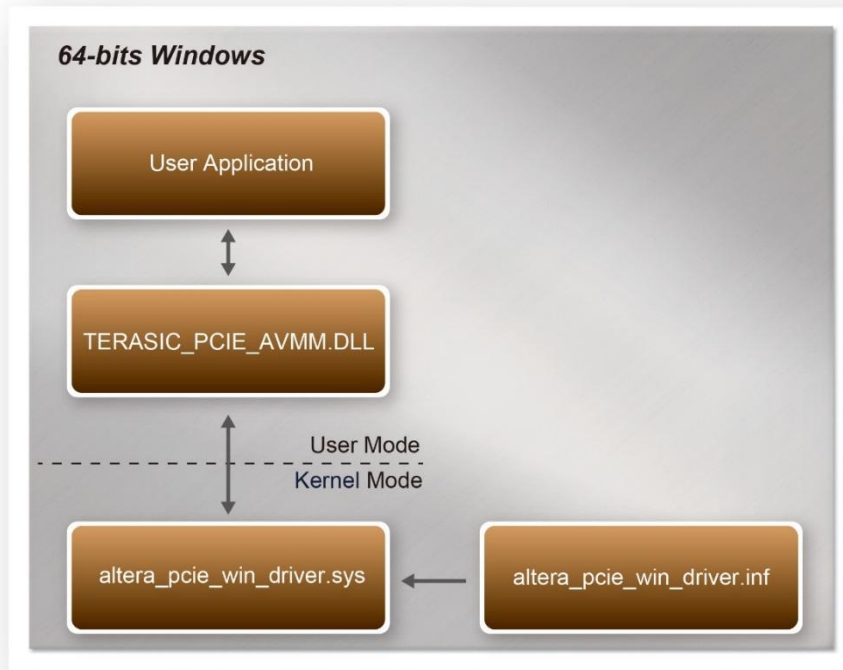 64-bits Windows
User Application
TERASIC_PCIE_AVMM.DLL
User Mode
Kernel Mode
altera_pcie_win_driver.sys
altera_pcie_win_driver.inf